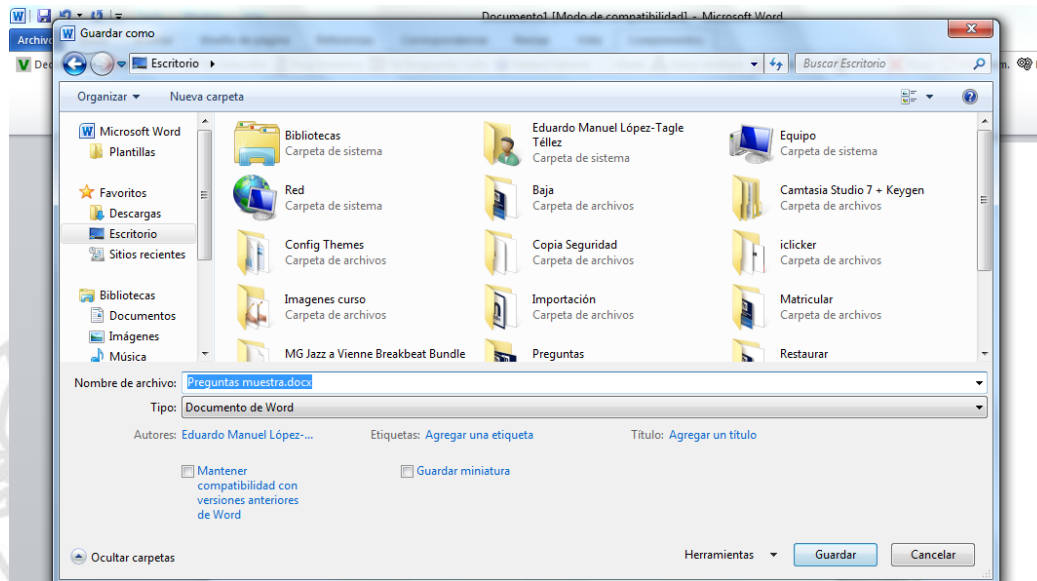 Documento1 [Modo de compatibilidad] - Microsoft Word
Guardar como
Archivo
Escritorio
Buscar Escritorio
Organizar
Nueva carpeta
Microsoft Word
Plantillas
Favoritos
Descargas
Escritorio
Sitios recientes
Bibliotecas
Documentos
Imágenes
Música
Bibliotecas
Carpeta de sistema
Eduardo Manuel López-Tagle
Téllez
Carpeta de sistema
Equipo
Carpeta de sistema
Red
Carpeta de sistema
Baja
Carpeta de archivos
Camtasia Studio 7 + Keygen
Carpeta de archivos
Config Themes
Carpeta de archivos
Copia Seguridad
Carpeta de archivos
iclicker
Carpeta de archivos
Imagenes curso
Carpeta de archivos
Importación
Carpeta de archivos
Matricular
Carpeta de archivos
MG Jazz a Vienne Breakbeat Bundle
Preguntas
Restaurar
Nombre de archivo: Preguntas muestra.docx
Tipo: Documento de Word
Autores: Eduardo Manuel López-...
Etiquetas: Agregar una etiqueta
Título: Agregar un título
Mantener
compatibilidad con
versiones anteriores
de Word
Guardar miniatura
Ocultar carpetas
Herramientas
Guardar
Cancelar